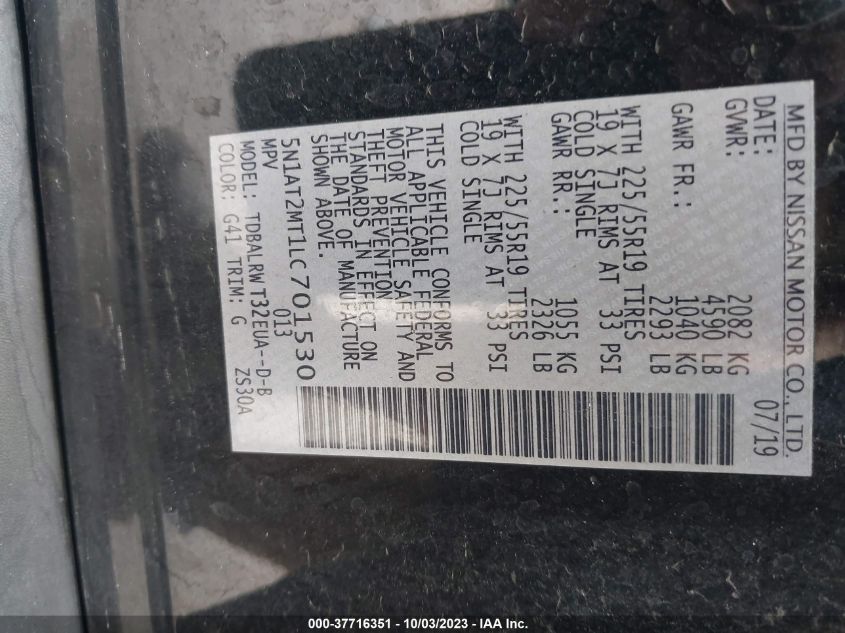 MFD BY NISSAN MOTOR CO., LTD.
DATE: 07/19
GVWR: 2082 KG
4590 LB
GAWR FR.: 1040 KG
2293 LB
WITH 225/55R19 TIRES
19 X 7J RIMS AT 33 PSI
COLD SINGLE
GAWR RR.: 1055 KG
2326 LB
WITH 225/55R19 TIRES
19 X 7J RIMS AT 33 PSI
COLD SINGLE
THIS VEHICLE CONFORMS TO
ALL APPLICABLE FEDERAL
MOTOR VEHICLE SAFETY AND
THEFT PREVENTION
STANDARDS IN EFFECT ON
THE DATE OF MANUFACTURE
SHOWN ABOVE.
5N1AT2MT1LC701530
MPV 013
MODEL: TDBALRWT32EUA--D-B
COLOR: G41 TRIM: G ZS30A
000-37716351 - 10/03/2023 - IAA Inc.